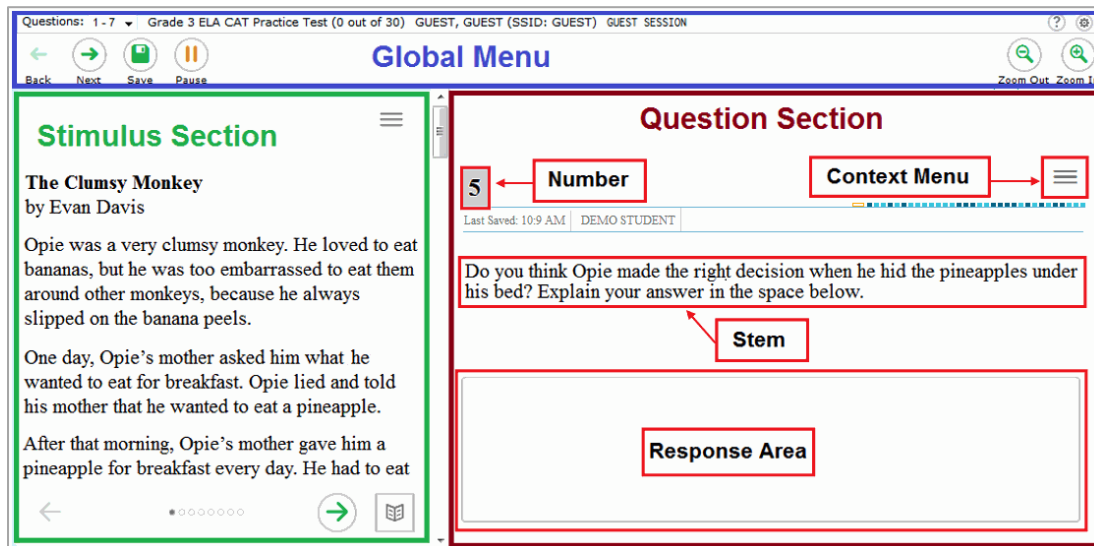 Questions: 1-7 Grade 3 ELA CAT Practice Test (0 out of 30) GUEST, GUEST (SSID: GUEST) GUEST SESSION
Back Next Save Pause
Global Menu
Zoom Out Zoom In
Stimulus Section
The Clumsy Monkey
by Evan Davis
Opie was a very clumsy monkey. He loved to eat
bananas, but he was too embarrassed to eat them
around other monkeys, because he always
slipped on the banana peels.
One day, Opie's mother asked him what he
wanted to eat for breakfast. Opie lied and told
his mother that he wanted to eat a pineapple.
After that morning, Opie's mother gave him a
pineapple for breakfast every day. He had to eat
Question Section
5
Number
Context Menu
Last Saved: 10:9 AM DEMO STUDENT
Do you think Opie made the right decision when he hid the pineapples under
his bed? Explain your answer in the space below.
Stem
Response Area